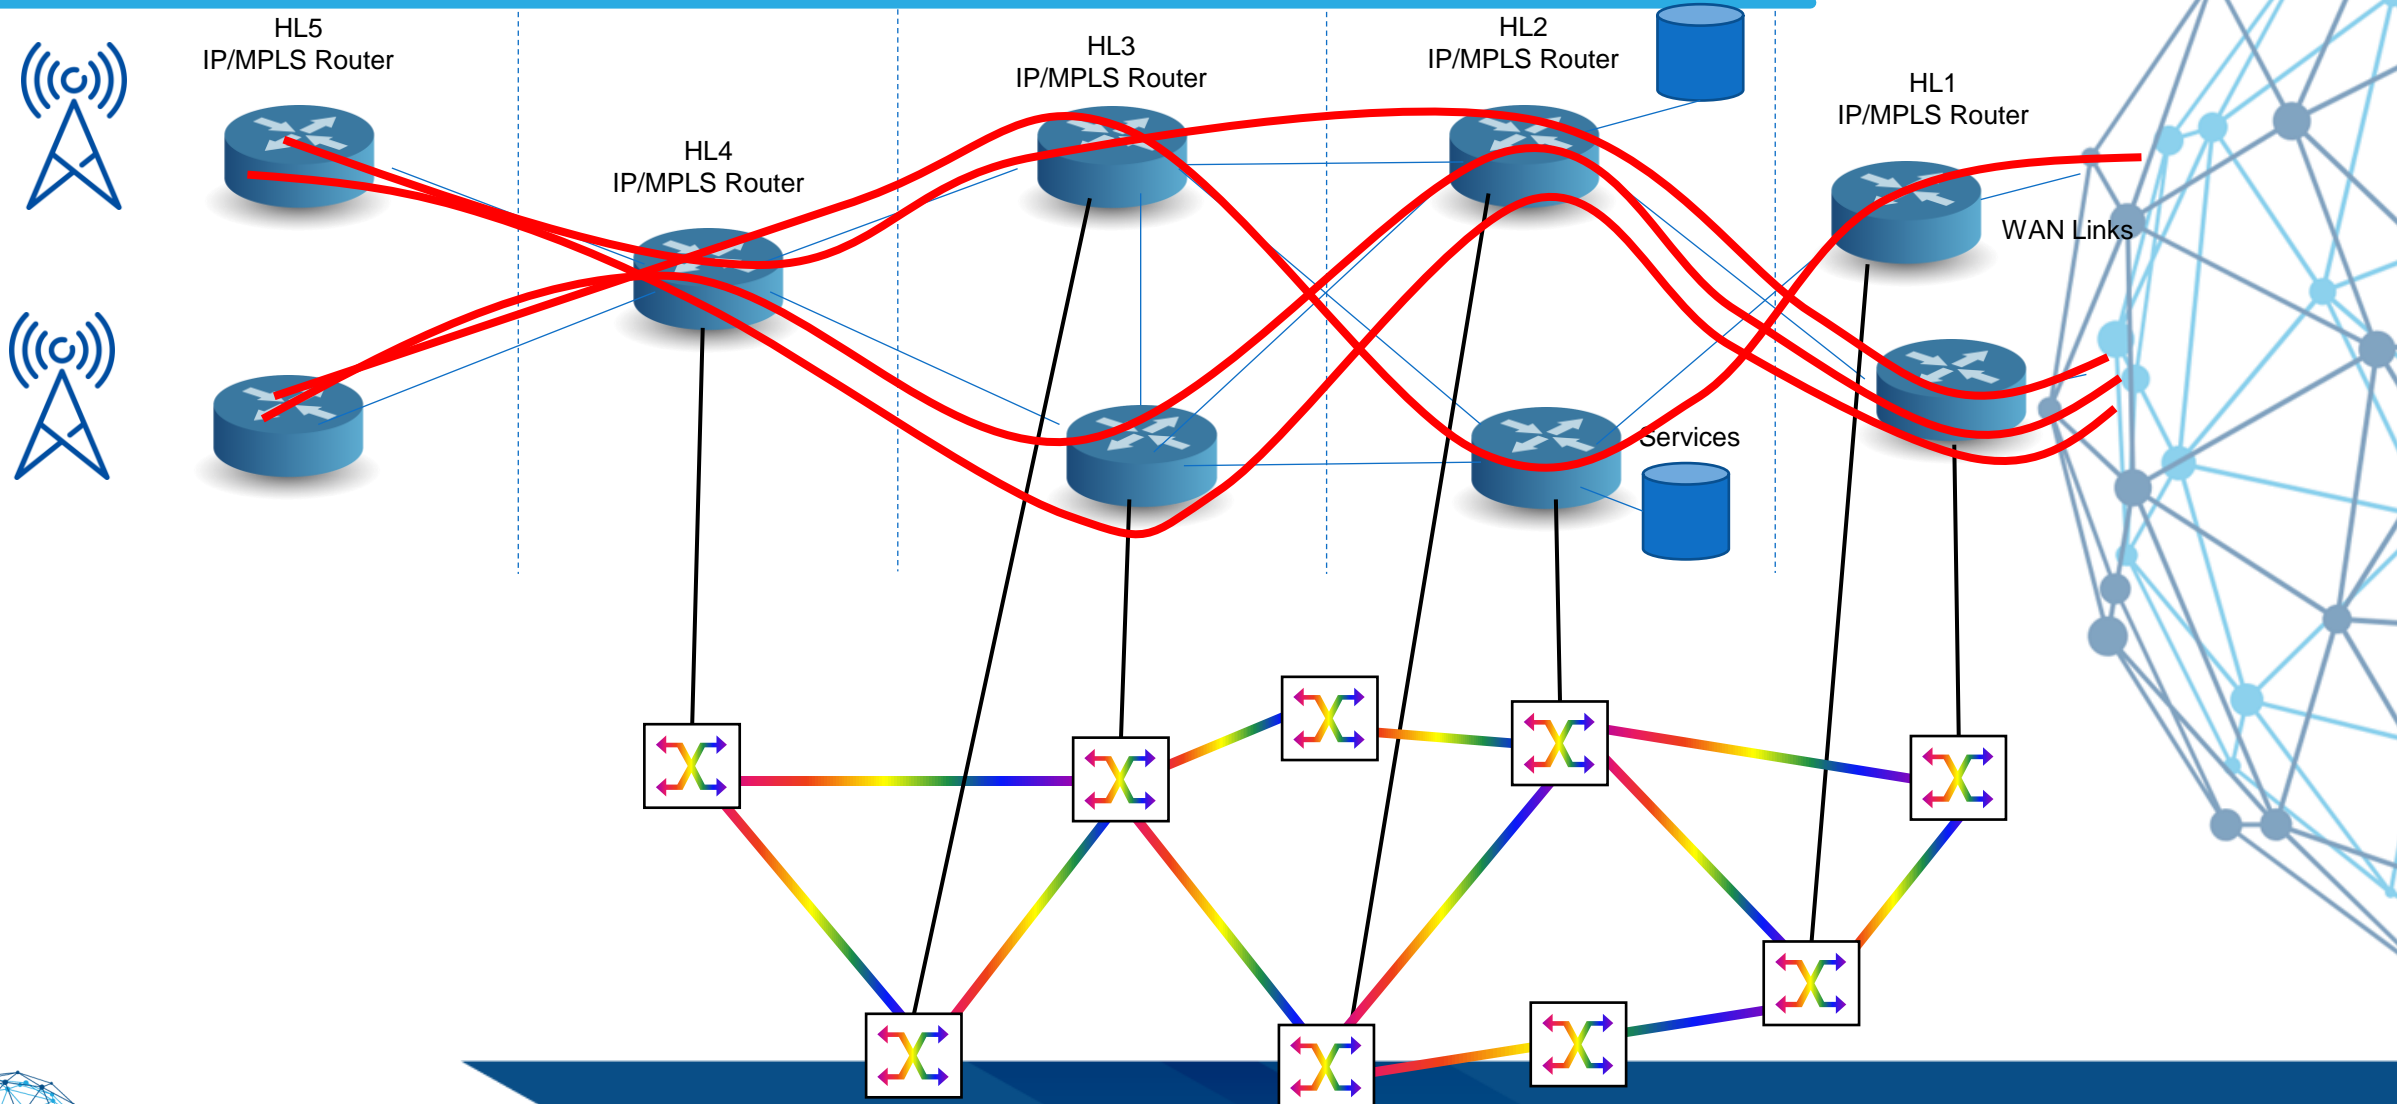 HL5
IP/MPLS Router
HL4
IP/MPLS Router
HL3
IP/MPLS Router
HL2
IP/MPLS Router
HL1
IP/MPLS Router
WAN Links
Services